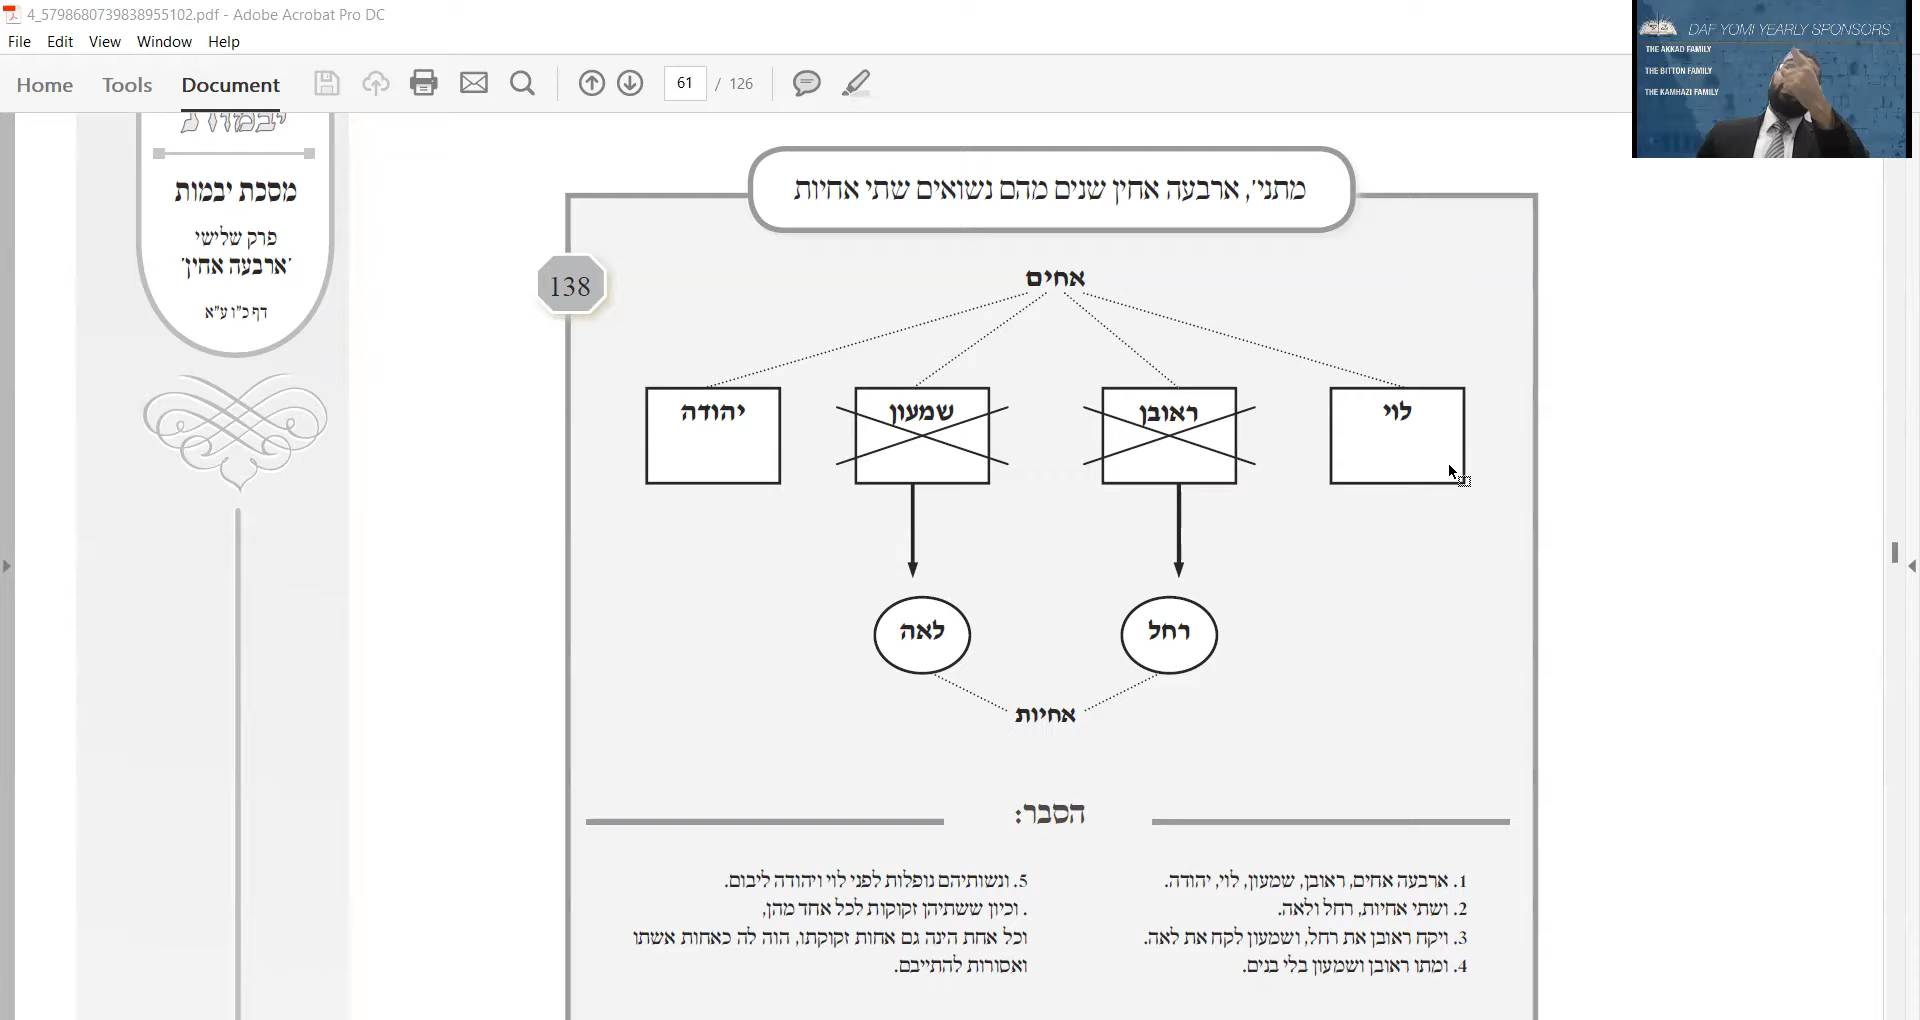 4_5798680739838955102.pdf - Adobe Acrobat Pro DC
File Edit View Window Help
Home Tools Document 61 / 126
DAF YOMI YEARLY SPONSORS
THE AKKAD FAMILY
THE BITTON FAMILY
THE KAMHAZI FAMILY
יבמות
מסכת יבמות
פרק שלישי
'ארבעה אחין'
דף כ"ו ע"א
מתני', ארבעה אחין שנים מהם נשואים שתי אחיות
138
אחים
לוי
ראובן
שמעון
יהודה
רחל
לאה
אחיות
הסבר:
1. ארבעה אחים, ראובן, שמעון, לוי, יהודה.
2. ושתי אחיות, רחל ולאה.
3. ויקח ראובן את רחל, ושמעון לקח את לאה.
4. ומתו ראובן ושמעון בלי בנים.
5. ונשותיהם נופלות לפני לוי ויהודה ליבום.
. וכיון ששתיהן זקוקות לכל אחד מהן,
וכל אחת הינה גם אחות זקוקתו, הוה לה כאחות אשתו
ואסורות להתייבם.